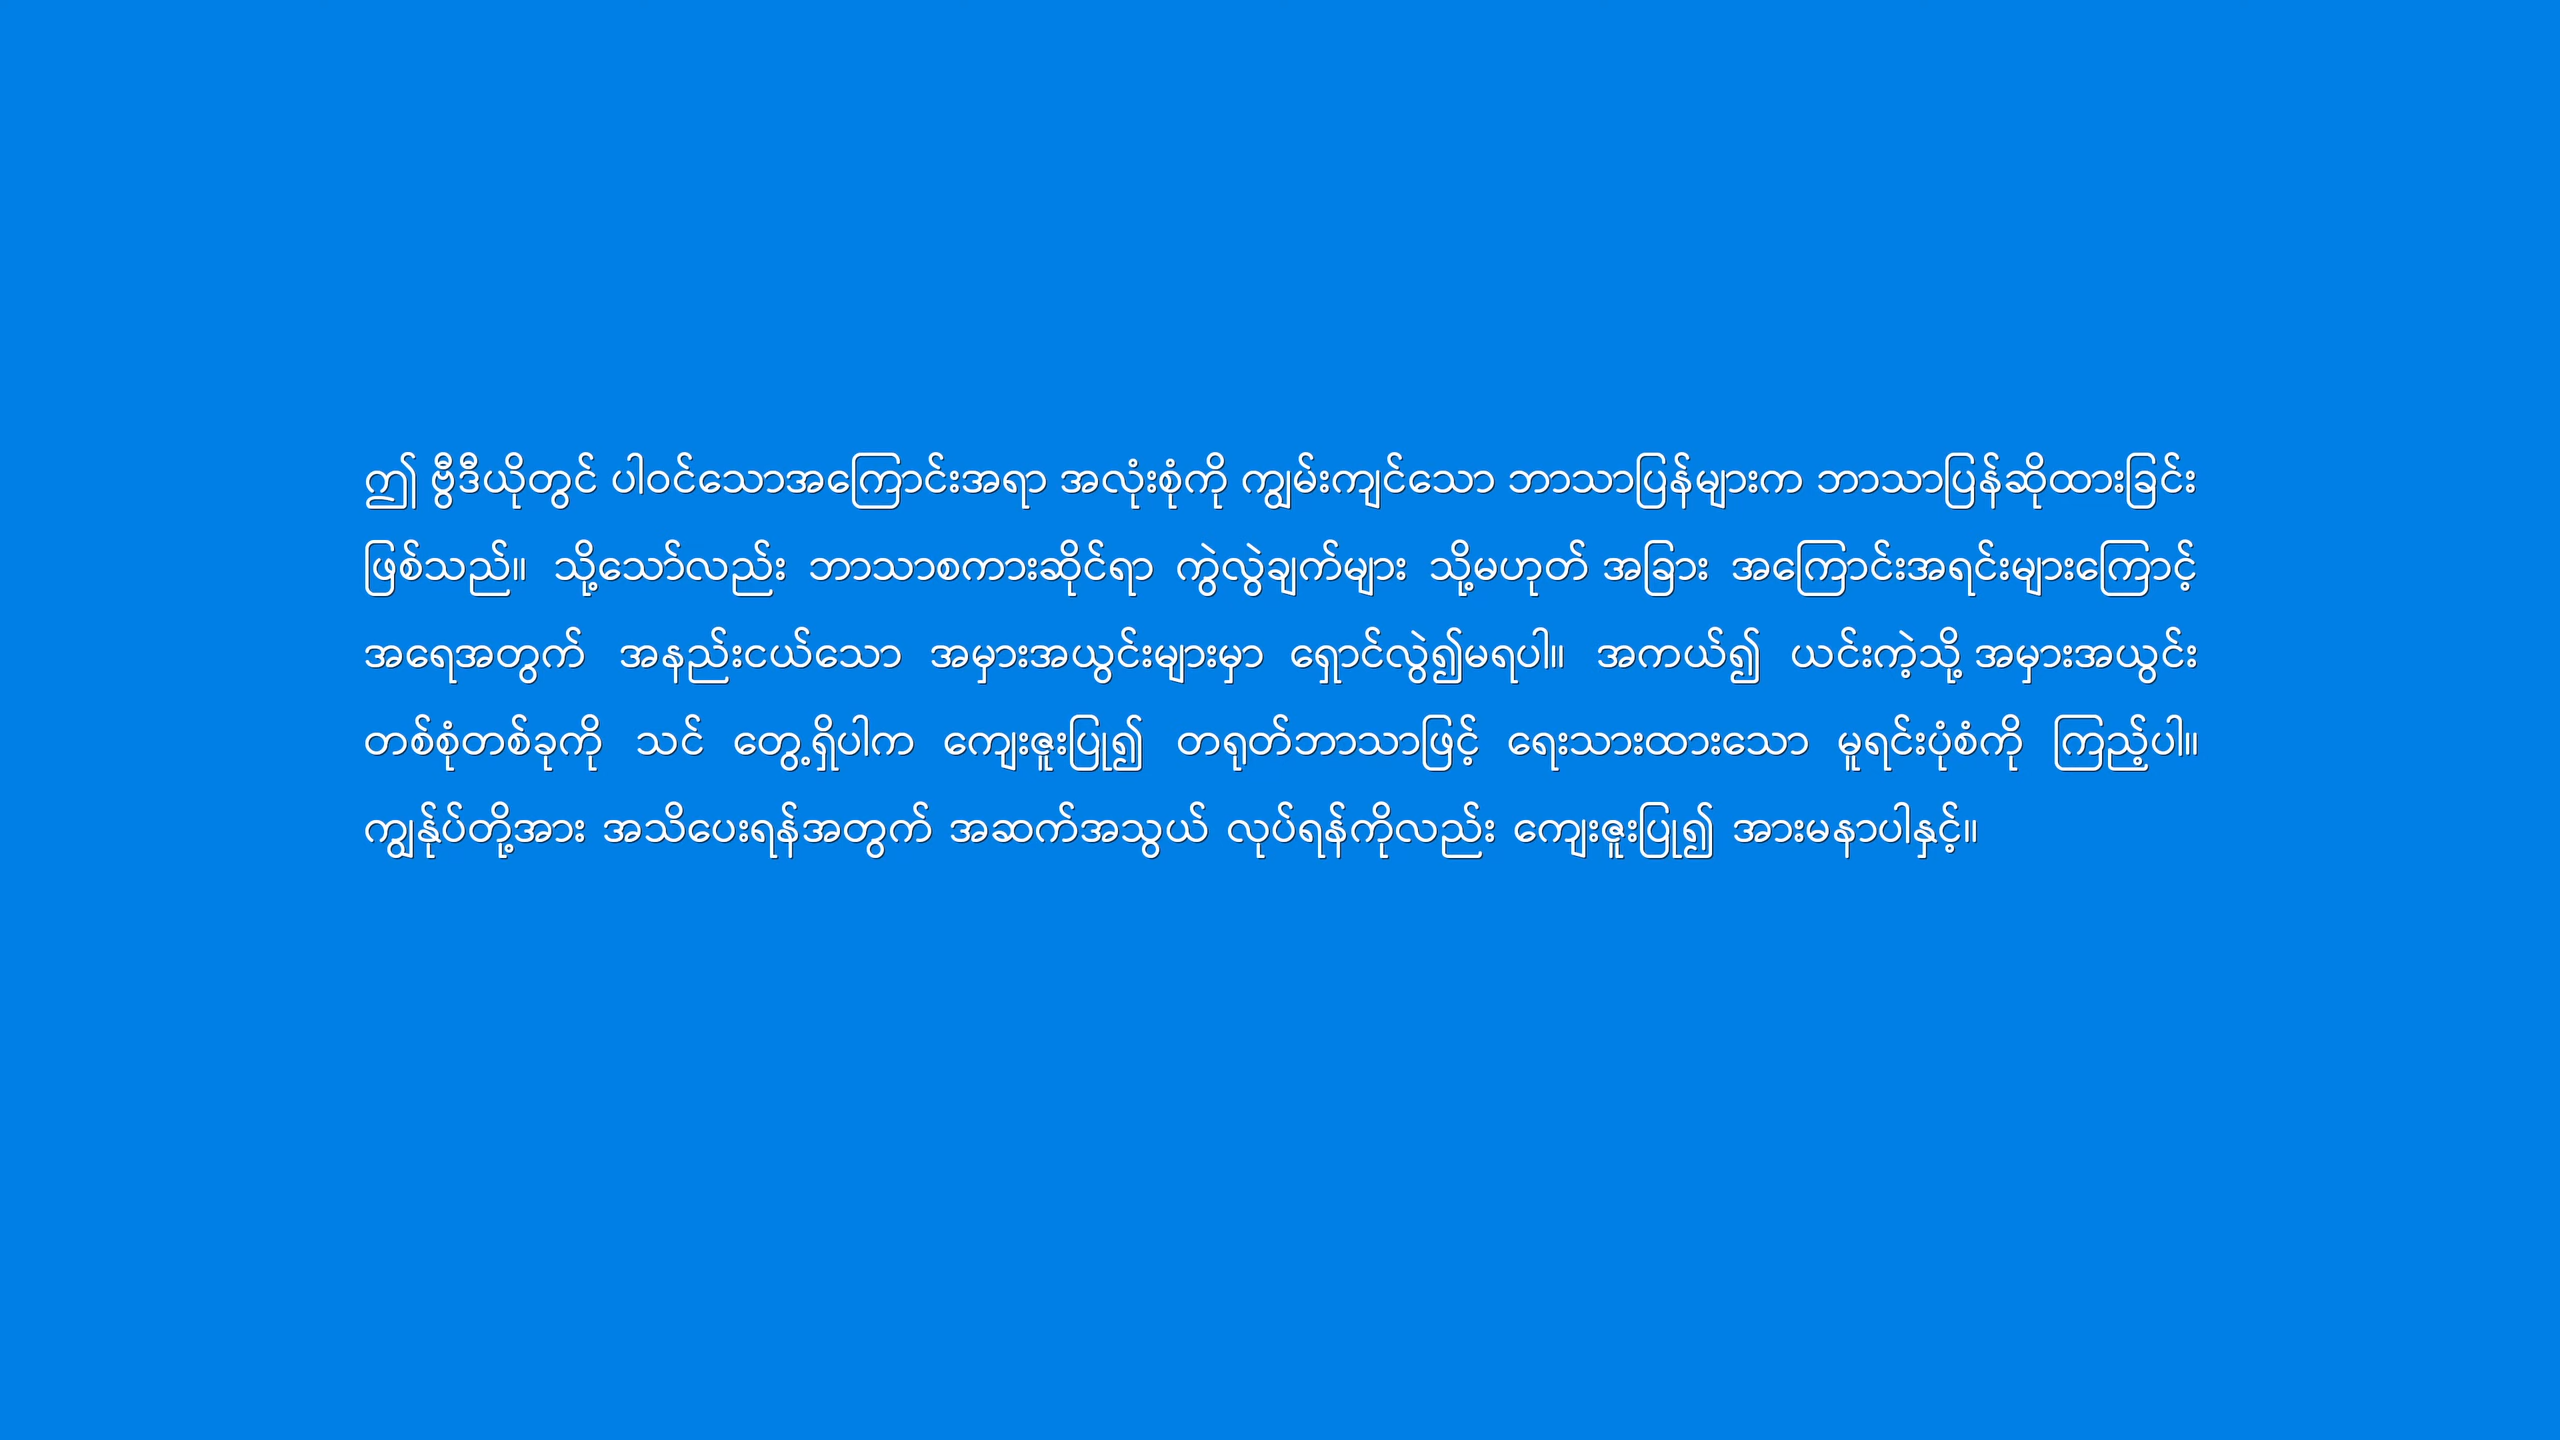 ဤ ဗွီဒီယိုတွင် ပါဝင်သောအကြောင်းအရာ အလုံးစုံကို ကျွမ်းကျင်သော ဘာသာပြန်များက ဘာသာပြန်ဆိုထားခြင်း
ဖြစ်သည်။ သို့သော်လည်း ဘာသာစကားဆိုင်ရာ ကွဲလွဲချက်များ သို့မဟုတ် အခြား အကြောင်းအရင်းများကြောင့်
အရေအတွက် အနည်းငယ်သော အမှားအယွင်းများမှာ ရှောင်လွဲ၍မရပါ။ အကယ်၍ ယင်းကဲ့သို့ အမှားအယွင်း
တစ်စုံတစ်ခုကို သင် တွေ့ရှိပါက ကျေးဇူးပြု၍ တရုတ်ဘာသာဖြင့် ရေးသားထားသော မူရင်းပုံစံကို ကြည့်ပါ။
ကျွန်ုပ်တို့အား အသိပေးရန်အတွက် အဆက်အသွယ် လုပ်ရန်ကိုလည်း ကျေးဇူးပြု၍ အားမနာပါနှင့်။